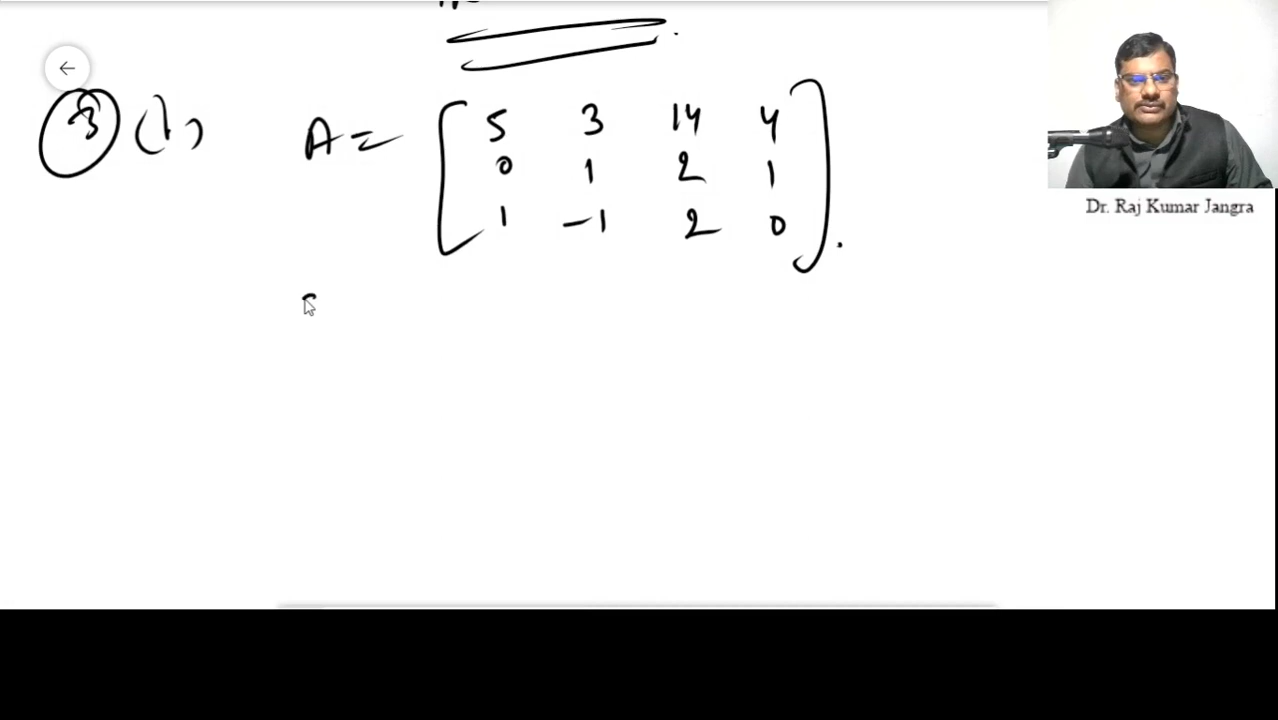 3 (1) A = [ 5 3 14 4
0 1 2 1
1 -1 2 0 ].
Dr. Raj Kumar Jangra